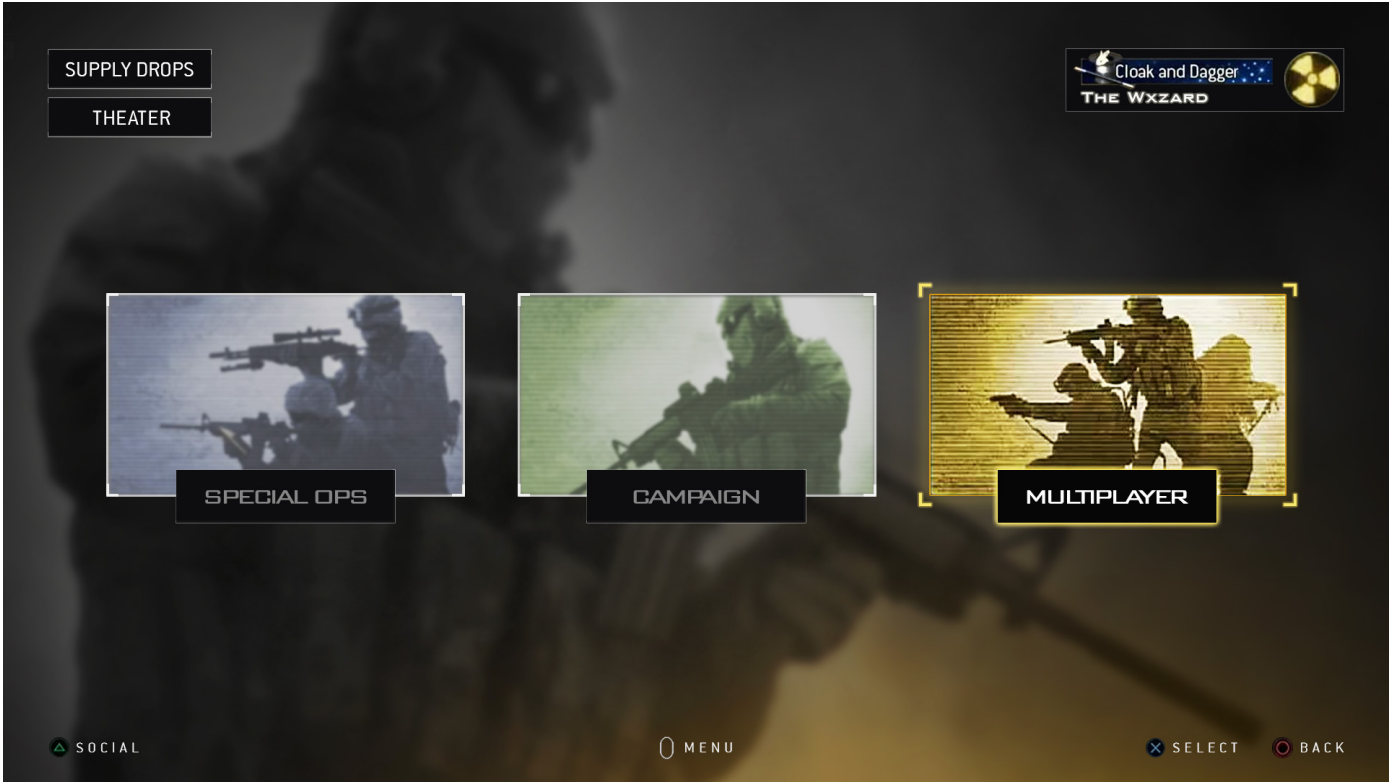 SUPPLY DROPS
THEATER
Cloak and Dagger
THE WXZARD
SPECIAL OPS
CAMPAIGN
MULTIPLAYER
SOCIAL
MENU
SELECT
BACK